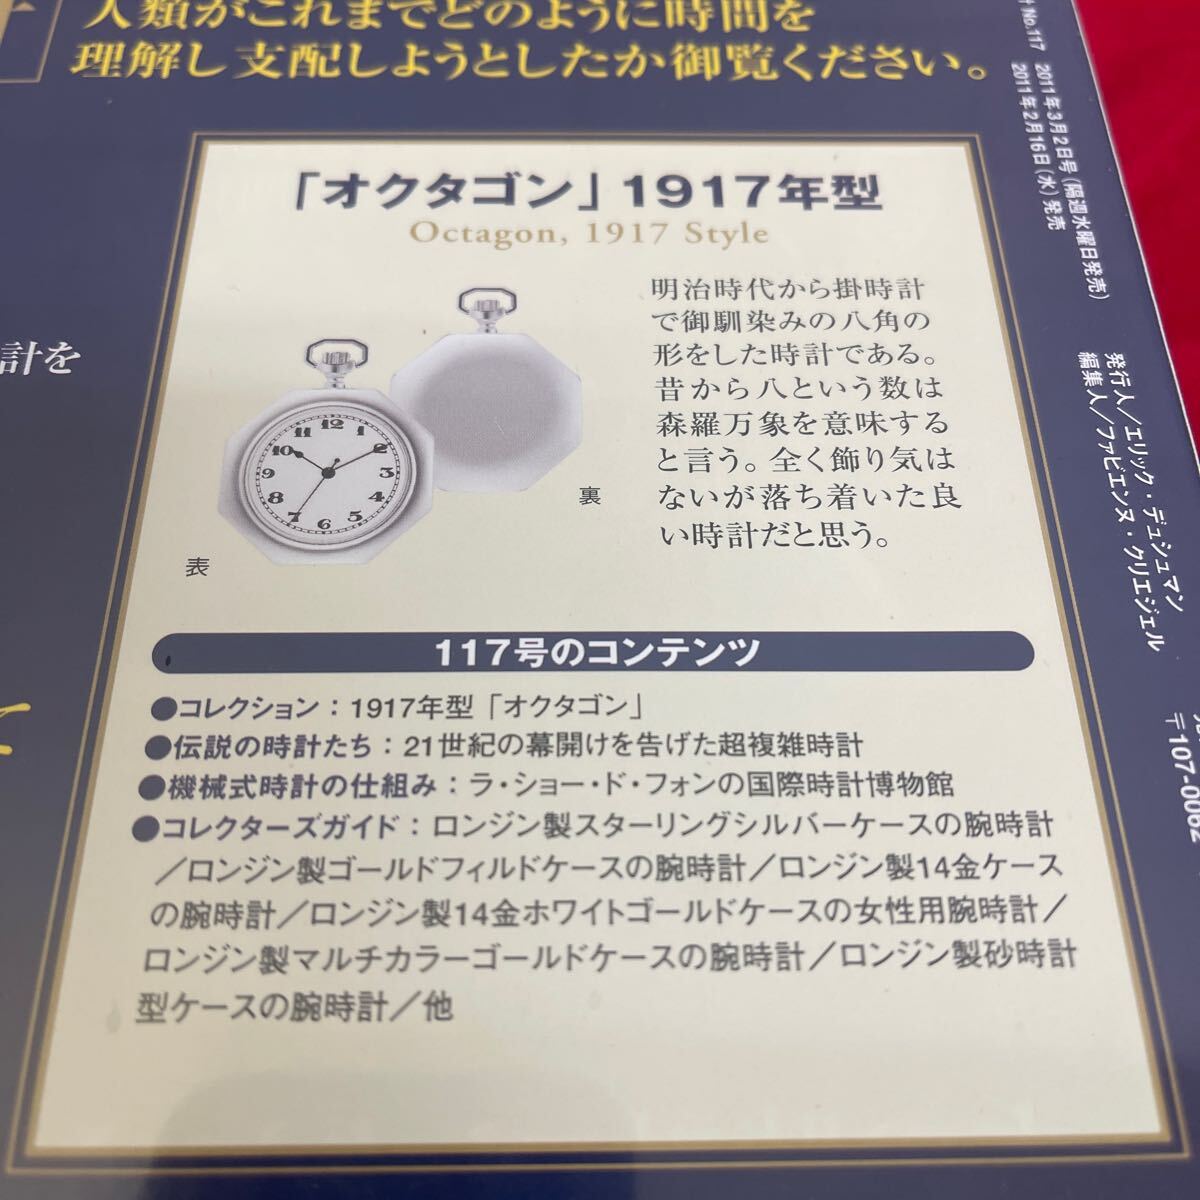 人類がこれまでどのように時間を
理解し支配しようとしたか御覧ください。
計を
「オクタゴン」1917年型
Octagon, 1917 Style
明治時代から掛時計
で御馴染みの八角の
形をした時計である。
昔から八という数は
森羅万象を意味する
と言う。全く飾り気は
ないが落ち着いた良
い時計だと思う。
表
裏
117号のコンテンツ
●コレクション：1917年型「オクタゴン」
●伝説の時計たち：21世紀の幕開けを告げた超複雑時計
●機械式時計の仕組み：ラ・ショー・ド・フォンの国際時計博物館
●コレクターズガイド：ロンジン製スターリングシルバーケースの腕時計
／ロンジン製ゴールドフィルドケースの腕時計／ロンジン製14金ケース
の腕時計／ロンジン製14金ホワイトゴールドケースの女性用腕時計／
ロンジン製マルチカラーゴールドケースの腕時計／ロンジン製砂時計
型ケースの腕時計／他
No.117 2011年3月2日号(隔週水曜日発売)
2011年2月16日(水)発売
発行人／エリック・デュシュマン
編集人／ファビエンヌ・クリエジェル
〒107-0062